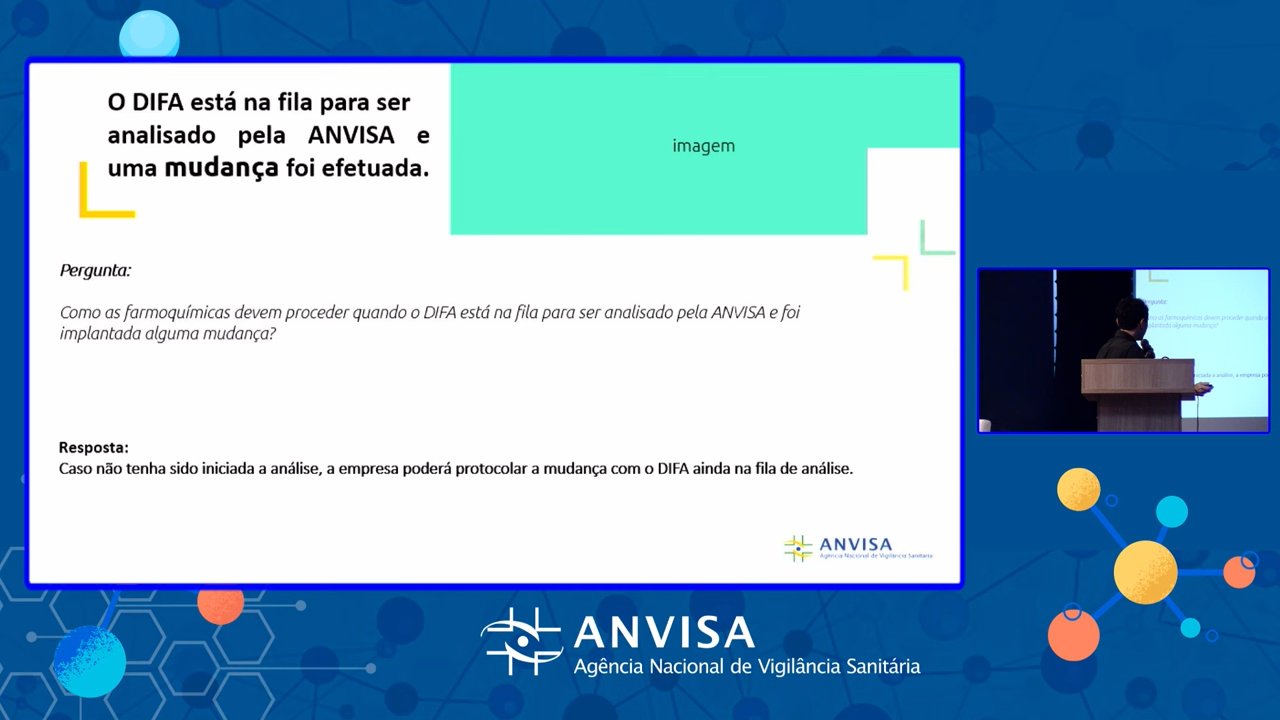 O DIFA está na fila para ser
analisado pela ANVISA e
uma mudança foi efetuada.
imagem
Pergunta:
Como as farmoquímicas devem proceder quando o DIFA está na fila para ser analisado pela ANVISA e foi
implantada alguma mudança?
Resposta:
Caso não tenha sido iniciada a análise, a empresa poderá protocolar a mudança com o DIFA ainda na fila de análise.
ANVISA
Agência Nacional de Vigilância Sanitária
ANVISA
Agência Nacional de Vigilância Sanitária